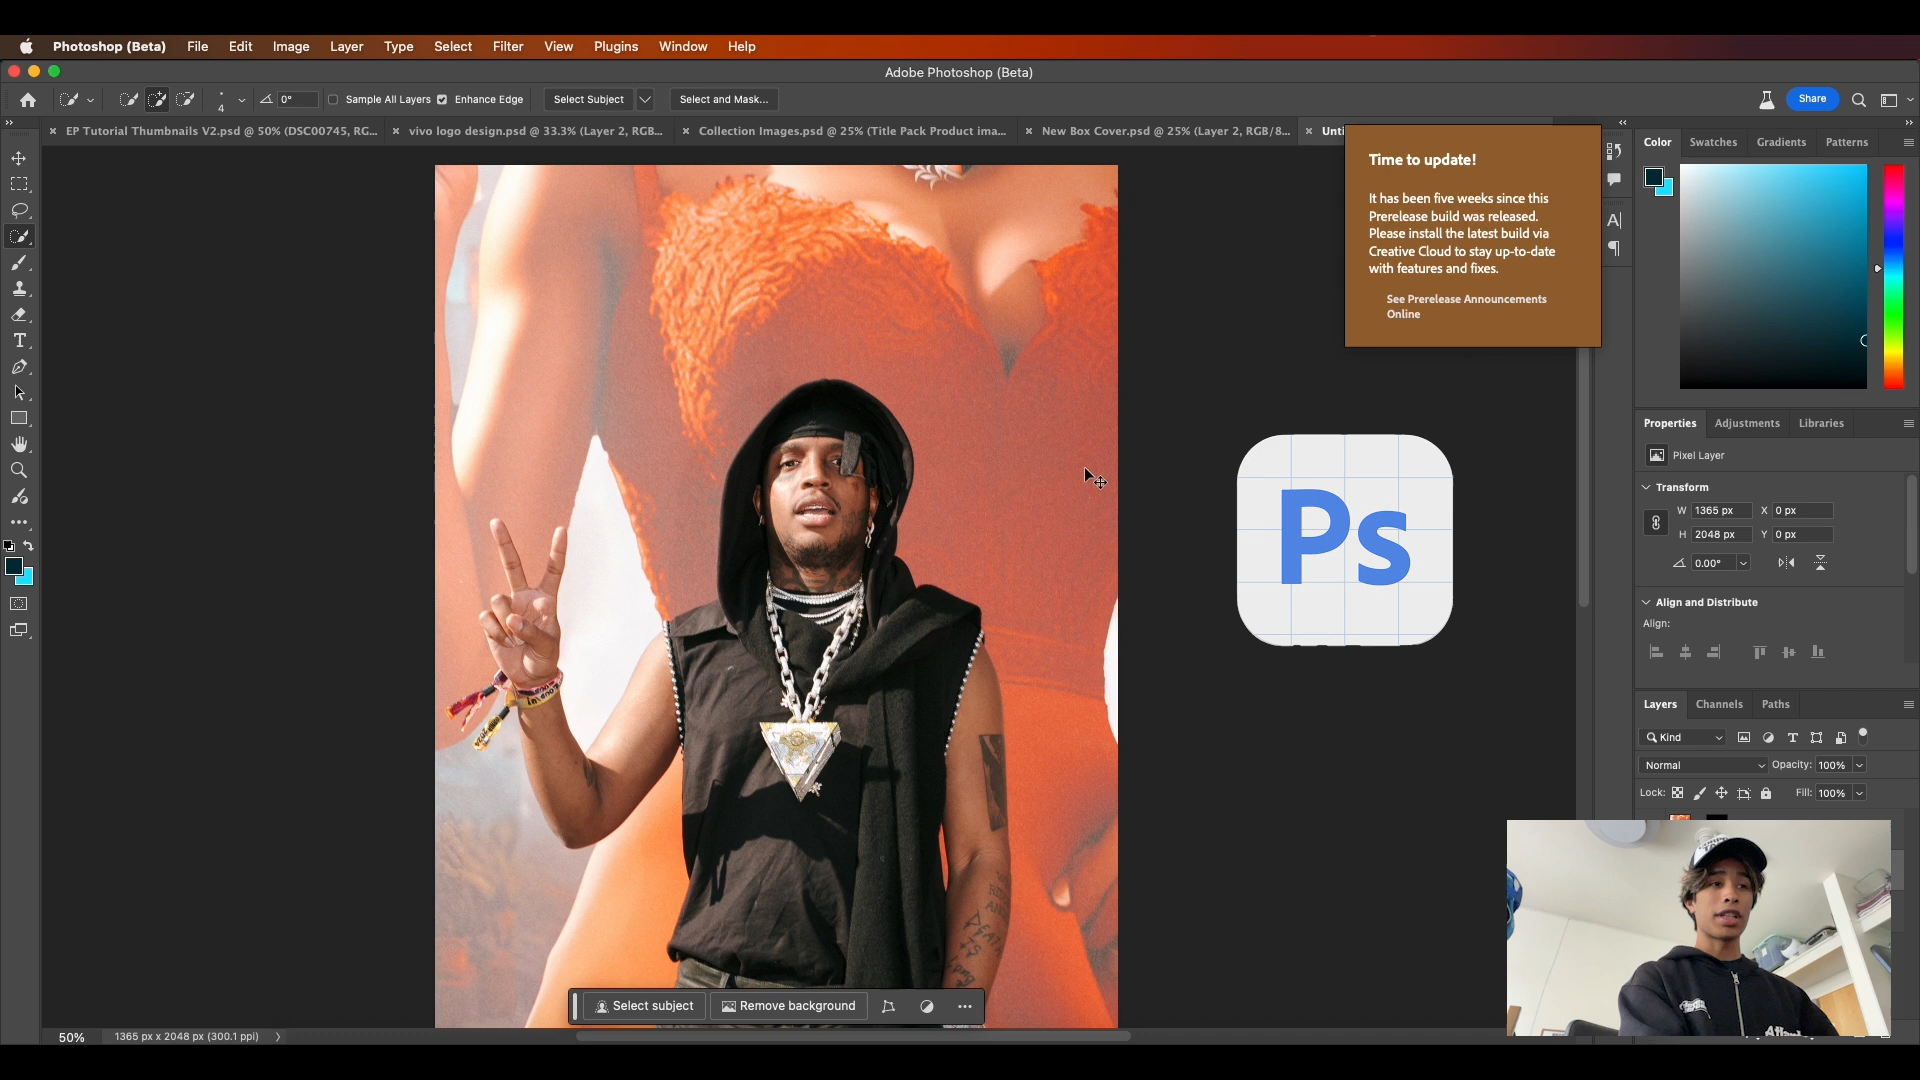 Photoshop (Beta) File Edit Image Layer Type Select Filter View Plugins Window Help
Adobe Photoshop (Beta)
4 0° Sample All Layers Enhance Edge Select Subject Select and Mask... Share
EP Tutorial Thumbnails V2.psd @ 50% (DSC00745, RG... vivo logo design.psd @ 33.3% (Layer 2, RGB... Collection Images.psd @ 25% (Title Pack Product ima... New Box Cover.psd @ 25% (Layer 2, RGB/8... Unti
Color Swatches Gradients Patterns
Time to update!
It has been five weeks since this
Prerelease build was released.
Please install the latest build via
Creative Cloud to stay up-to-date
with features and fixes.
See Prerelease Announcements
Online
Ps
Properties Adjustments Libraries
Pixel Layer
Transform
W 1365 px X 0 px
H 2048 px Y 0 px
0.00°
Align and Distribute
Align:
Layers Channels Paths
Kind
Normal Opacity: 100%
Lock: Fill: 100%
Select subject Remove background
50% 1365 px x 2048 px (300.1 ppi)